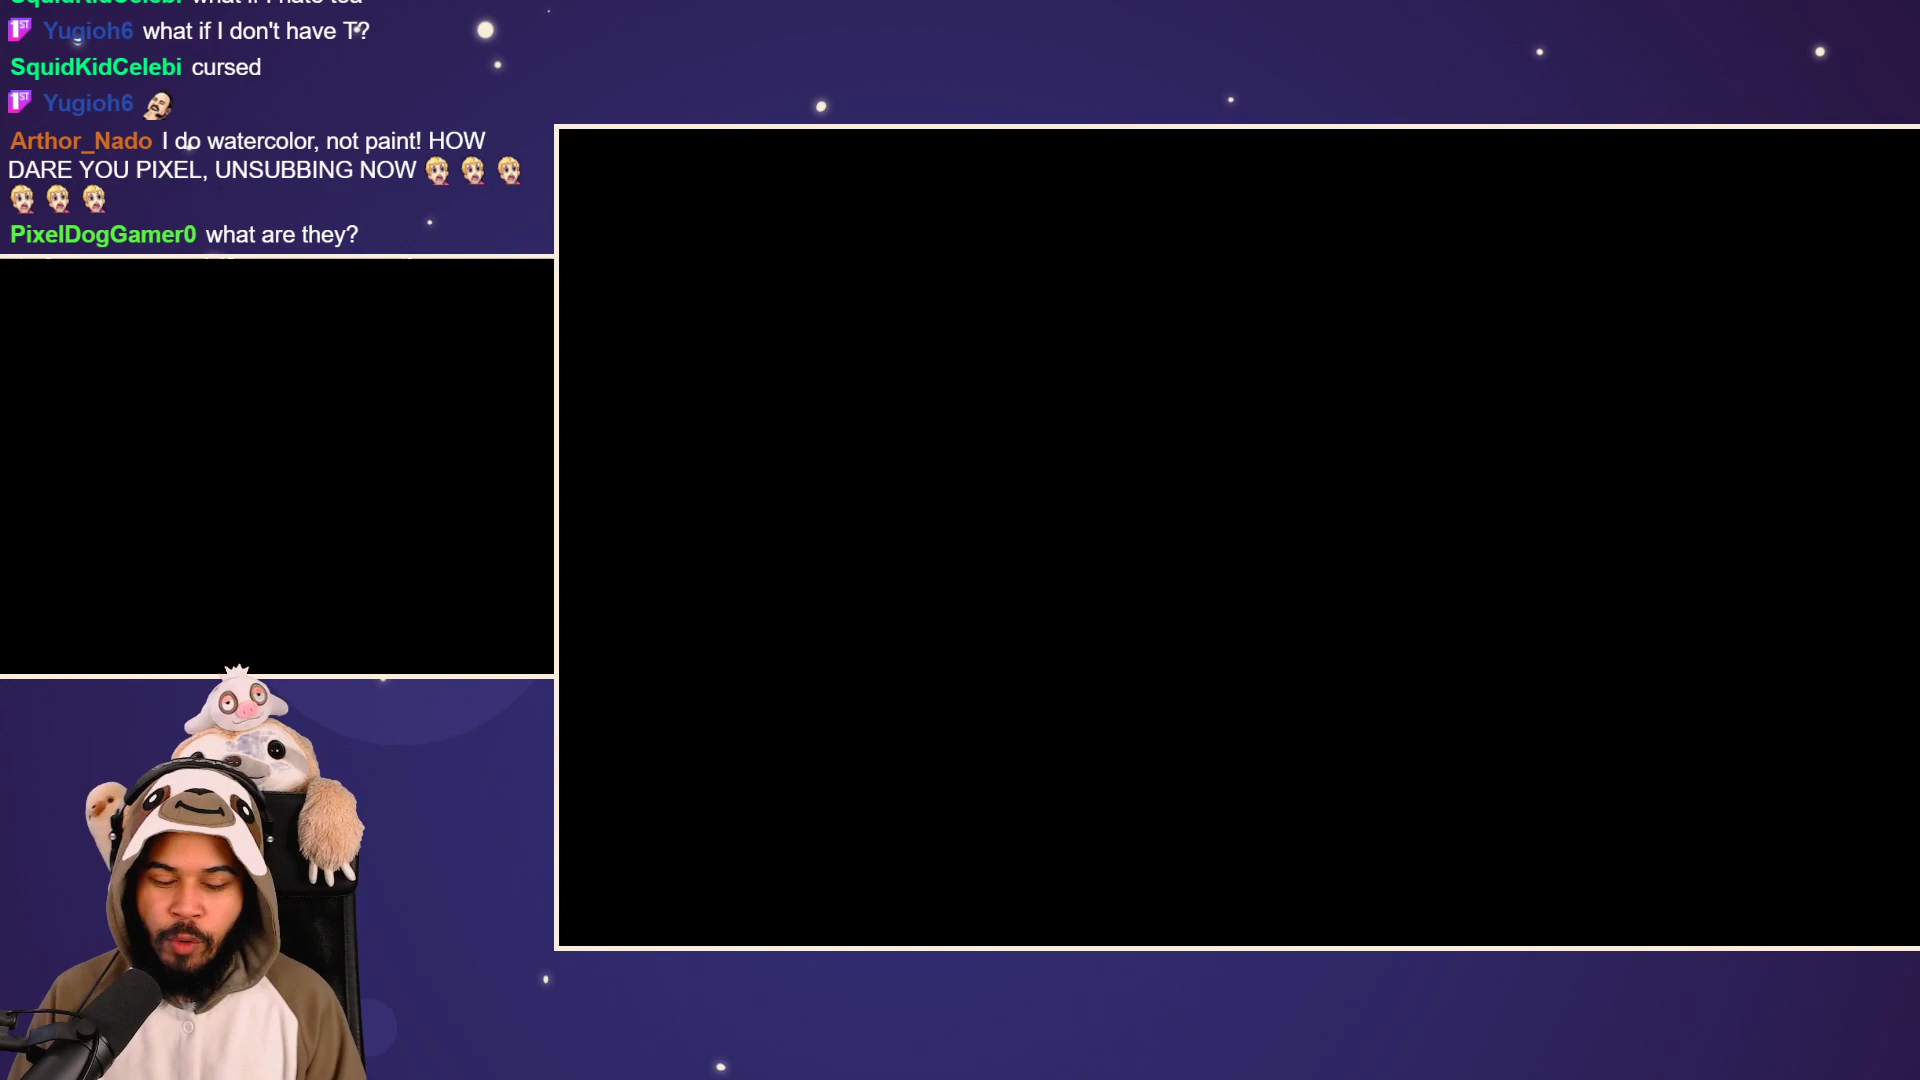 Yugioh6 what if I don't have T?
SquidKidCelebi cursed
Yugioh6
Arthor_Nado I do watercolor, not paint! HOW
DARE YOU PIXEL, UNSUBBING NOW
PixelDogGamer0 what are they?